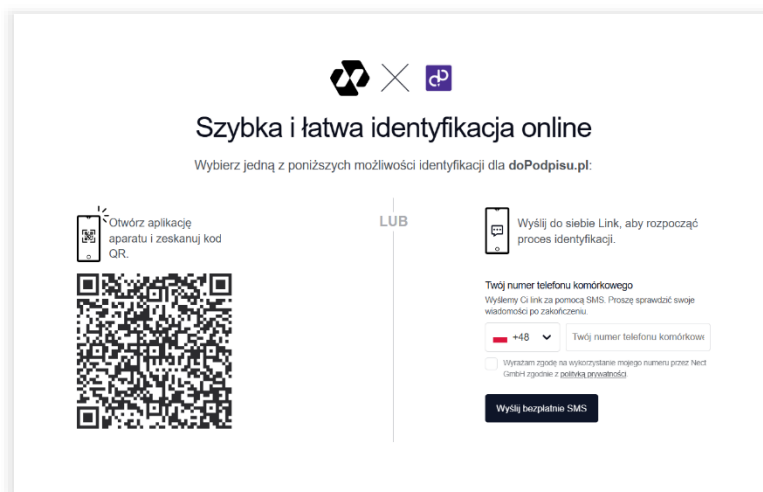 Szybka i łatwa identyfikacja online
Wybierz jedną z poniższych możliwości identyfikacji dla doPodpisu.pl:
Otwórz aplikację
aparatu i zeskanuj kod
QR.
LUB
Wyślij do siebie Link, aby rozpocząć
proces identyfikacji.
Twój numer telefonu komórkowego
Wyślemy Ci link za pomocą SMS. Proszę sprawdzić swoje
wiadomości po zakończeniu.
+48
Twój numer telefonu komórkowe
Wyrażam zgodę na wykorzystanie mojego numeru przez Nect
GmbH zgodnie z polityką prywatności.
Wyślij bezpłatnie SMS